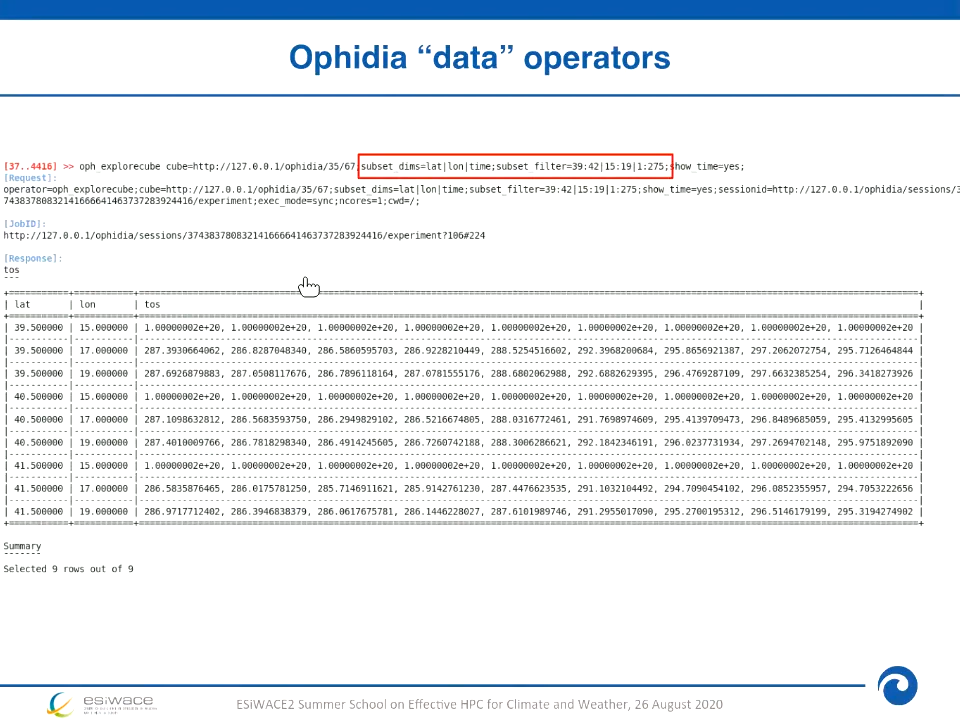 Ophidia “data” operators
[37..4416] >> oph_explorecube cube=http://127.0.0.1/ophidia/35/67;subset_dims=lat|lon|time;subset_filter=39:42|15:19|1:275;show_time=yes;
[Request]:
operator=oph_explorecube;cube=http://127.0.0.1/ophidia/35/67;subset_dims=lat|lon|time;subset_filter=39:42|15:19|1:275;show_time=yes;sessionid=http://127.0.0.1/ophidia/sessions/3
74383780832141666641463737283924416/experiment;exec_mode=sync;ncores=1;cwd=/;
[JobID]:
http://127.0.0.1/ophidia/sessions/374383780832141666641463737283924416/experiment?106#224
[Response]:
tos
---
| lat | lon | tos |
| 39.500000 | 15.000000 | 1.00000002e+20, 1.00000002e+20, 1.00000002e+20, 1.00000002e+20, 1.00000002e+20, 1.00000002e+20, 1.00000002e+20, 1.00000002e+20, 1.00000002e+20 |
| 39.500000 | 17.000000 | 287.3930664062, 286.8287048340, 286.5860595703, 286.9228210449, 288.5254516602, 292.3968200684, 295.8656921387, 297.2062072754, 295.7126464844 |
| 39.500000 | 19.000000 | 287.6926879883, 287.0508117676, 286.7896118164, 287.0781555176, 288.6802062988, 292.6882629395, 296.4769287109, 297.6632385254, 296.3418273926 |
| 40.500000 | 15.000000 | 1.00000002e+20, 1.00000002e+20, 1.00000002e+20, 1.00000002e+20, 1.00000002e+20, 1.00000002e+20, 1.00000002e+20, 1.00000002e+20, 1.00000002e+20 |
| 40.500000 | 17.000000 | 287.1098632812, 286.5683593750, 286.2949829102, 286.5216674805, 288.0316772461, 291.7698974609, 295.4139709473, 296.8489685059, 295.4132995605 |
| 40.500000 | 19.000000 | 287.4010009766, 286.7818298340, 286.4914245605, 286.7260742188, 288.3006286621, 292.1842346191, 296.0237731934, 297.2694702148, 295.9751892090 |
| 41.500000 | 15.000000 | 1.00000002e+20, 1.00000002e+20, 1.00000002e+20, 1.00000002e+20, 1.00000002e+20, 1.00000002e+20, 1.00000002e+20, 1.00000002e+20, 1.00000002e+20 |
| 41.500000 | 17.000000 | 286.5835876465, 286.0175781250, 285.7146911621, 285.9142761230, 287.4476623535, 291.1032104492, 294.7090454102, 296.0852355957, 294.7053222656 |
| 41.500000 | 19.000000 | 286.9717712402, 286.3946838379, 286.0617675781, 286.1446228027, 287.6101989746, 291.2955017090, 295.2700195312, 296.5146179199, 295.3194274902 |
Summary
-------
Selected 9 rows out of 9
esiwace
ESiWACE2 Summer School on Effective HPC for Climate and Weather, 26 August 2020